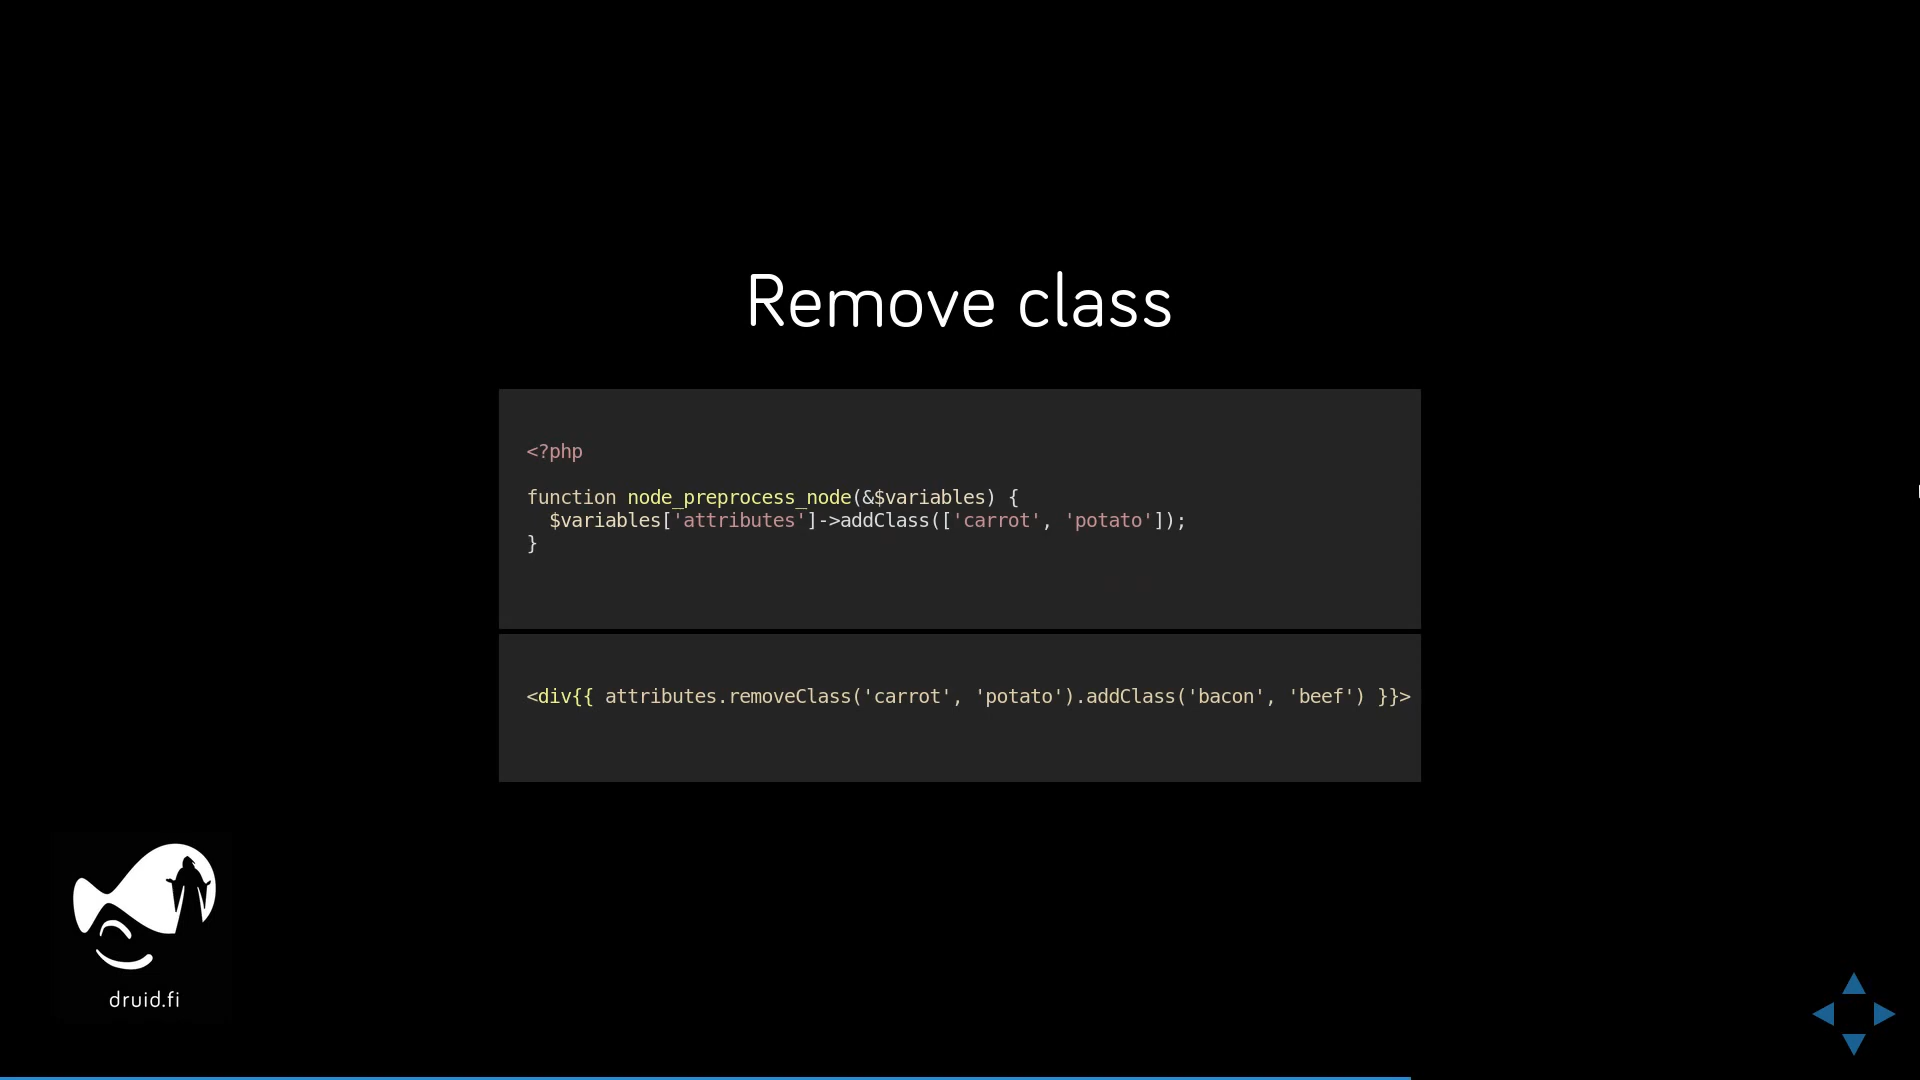 Remove class
<?php
function node_preprocess_node(&$variables) {
  $variables['attributes']->addClass(['carrot', 'potato']);
}
<div{{ attributes.removeClass('carrot', 'potato').addClass('bacon', 'beef') }}>
druid.fi